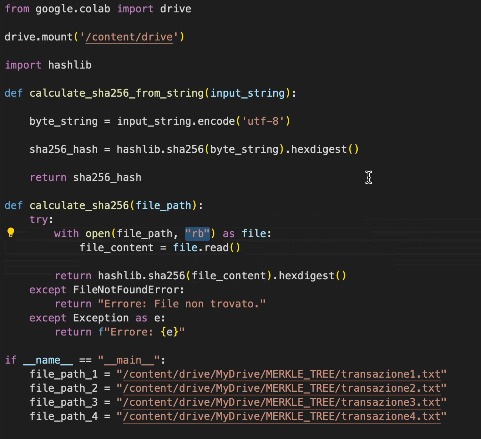 from google.colab import drive
drive.mount('/content/drive')
import hashlib
def calculate_sha256_from_string(input_string):
    byte_string = input_string.encode('utf-8')
    sha256_hash = hashlib.sha256(byte_string).hexdigest()
    return sha256_hash
def calculate_sha256(file_path):
    try:
        with open(file_path, "rb") as file:
            file_content = file.read()
        return hashlib.sha256(file_content).hexdigest()
    except FileNotFoundError:
        return "Errore: File non trovato."
    except Exception as e:
        return f"Errore: {e}"
if __name__ == "__main__":
    file_path_1 = "/content/drive/MyDrive/MERKLE_TREE/transazione1.txt"
    file_path_2 = "/content/drive/MyDrive/MERKLE_TREE/transazione2.txt"
    file_path_3 = "/content/drive/MyDrive/MERKLE_TREE/transazione3.txt"
    file_path_4 = "/content/drive/MyDrive/MERKLE_TREE/transazione4.txt"